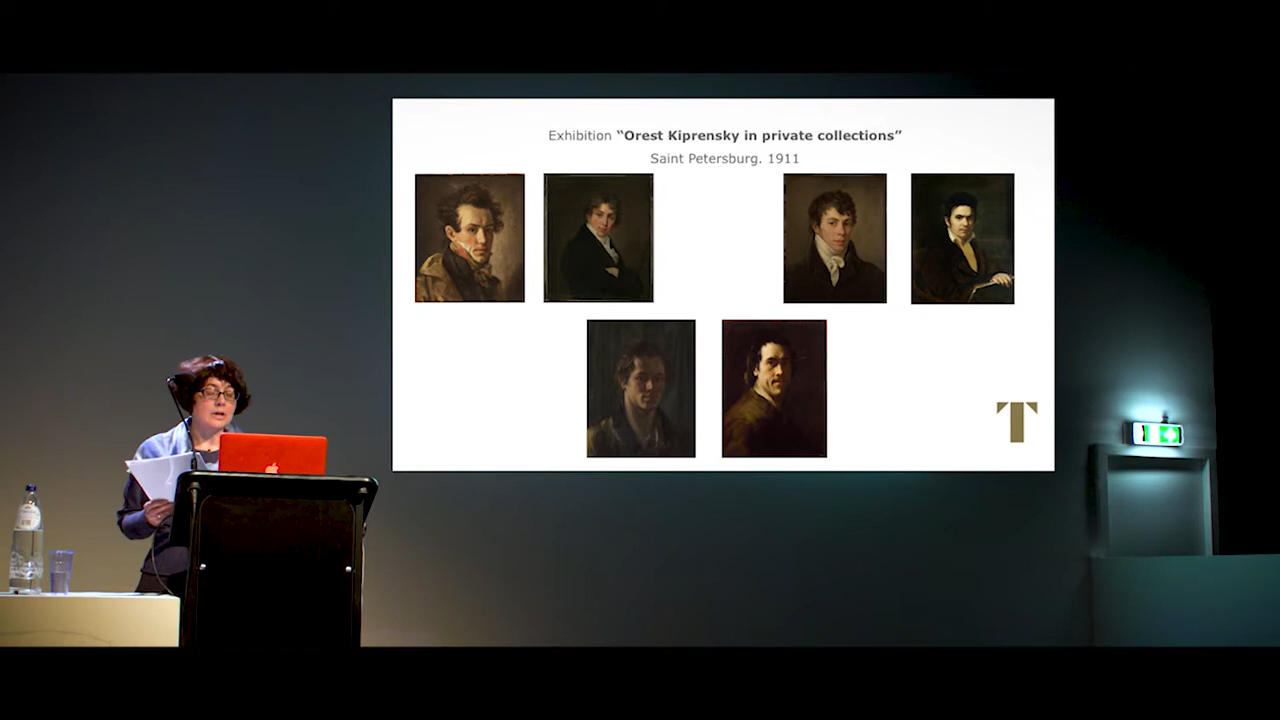 Exhibition “Orest Kiprensky in private collections”
Saint Petersburg. 1911
T